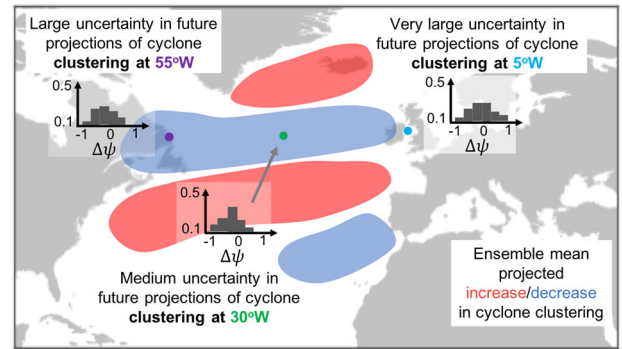 Large uncertainty in future
projections of cyclone
clustering at 55°W
0.5
0.1
-1 0 1
Δψ
Very large uncertainty in
future projections of cyclone
clustering at 5°W
0.5
0.1
-1 0 1
Δψ
0.5
0.1
-1 0 1
Δψ
Medium uncertainty in
future projections of cyclone
clustering at 30°W
Ensemble mean
projected
increase/decrease
in cyclone clustering